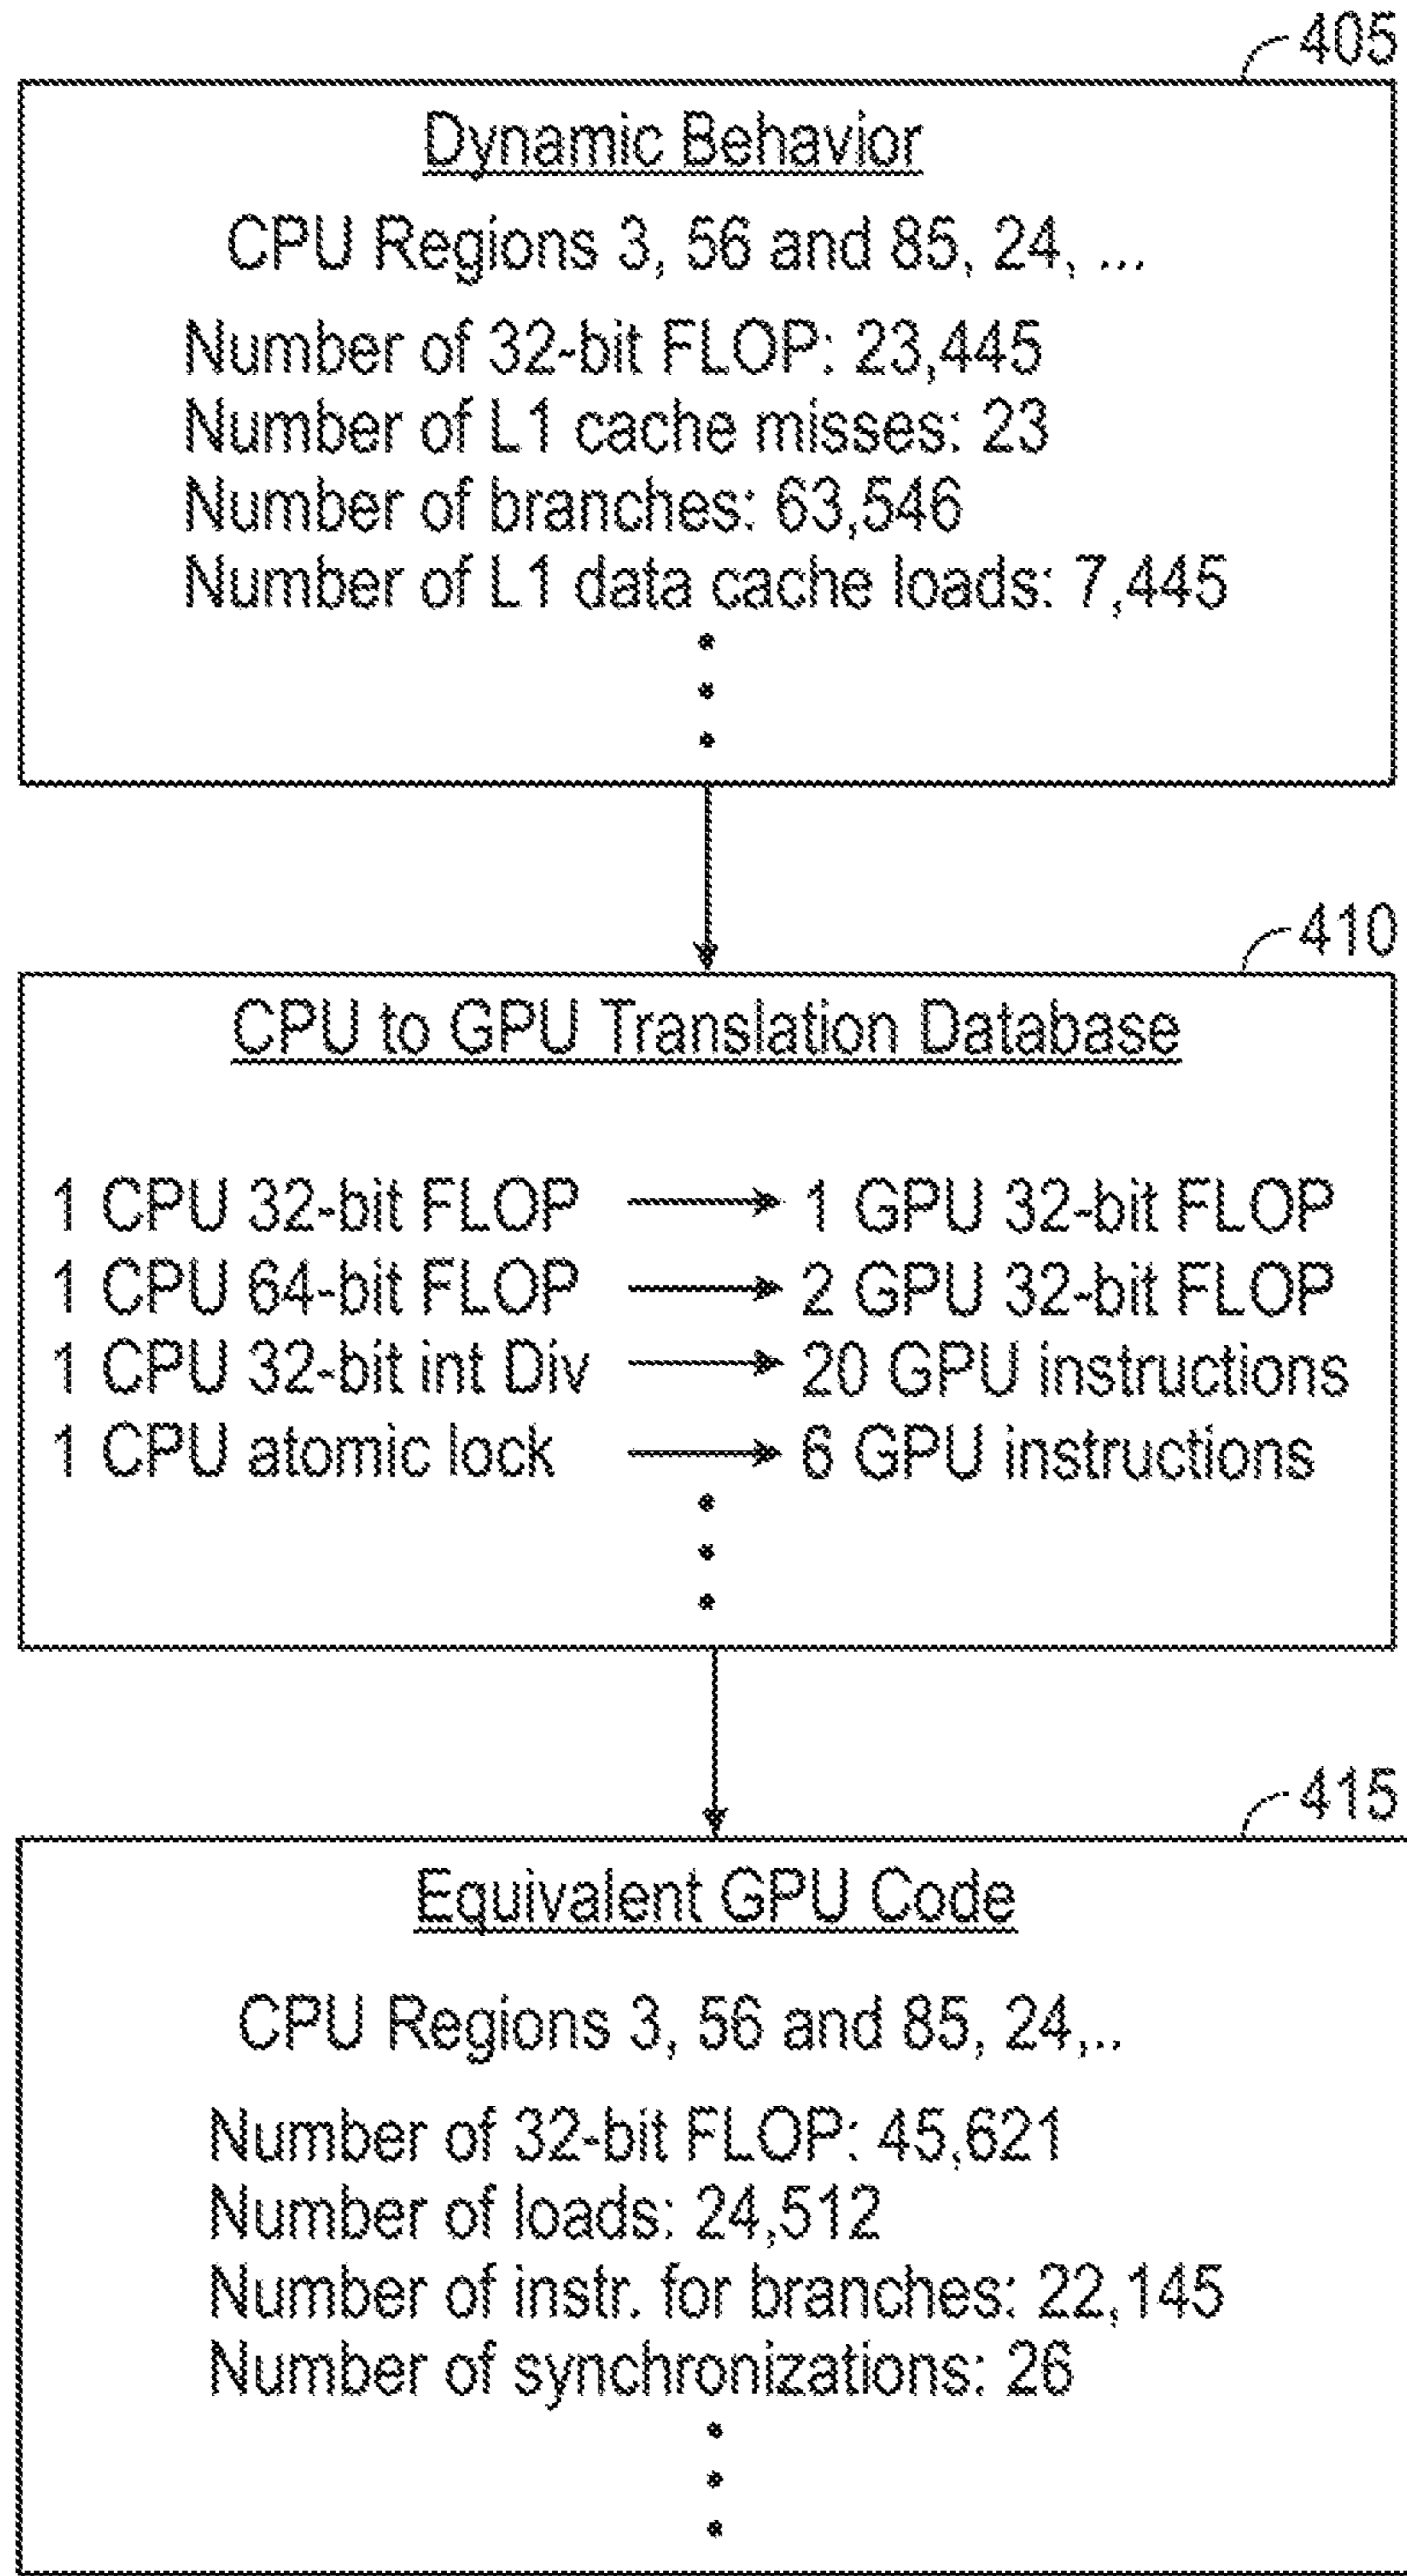 405
Dynamic Behavior
CPU Regions 3, 56 and 85, 24, ...
Number of 32-bit FLOP: 23,445
Number of L1 cache misses: 23
Number of branches: 63,546
Number of L1 data cache loads: 7,445
410
CPU to GPU Translation Database
1 CPU 32-bit FLOP → 1 GPU 32-bit FLOP
1 CPU 64-bit FLOP → 2 GPU 32-bit FLOP
1 CPU 32-bit int Div → 20 GPU instructions
1 CPU atomic lock → 6 GPU instructions
415
Equivalent GPU Code
CPU Regions 3, 56 and 85, 24,..
Number of 32-bit FLOP: 45,621
Number of loads: 24,512
Number of instr. for branches: 22,145
Number of synchronizations: 26